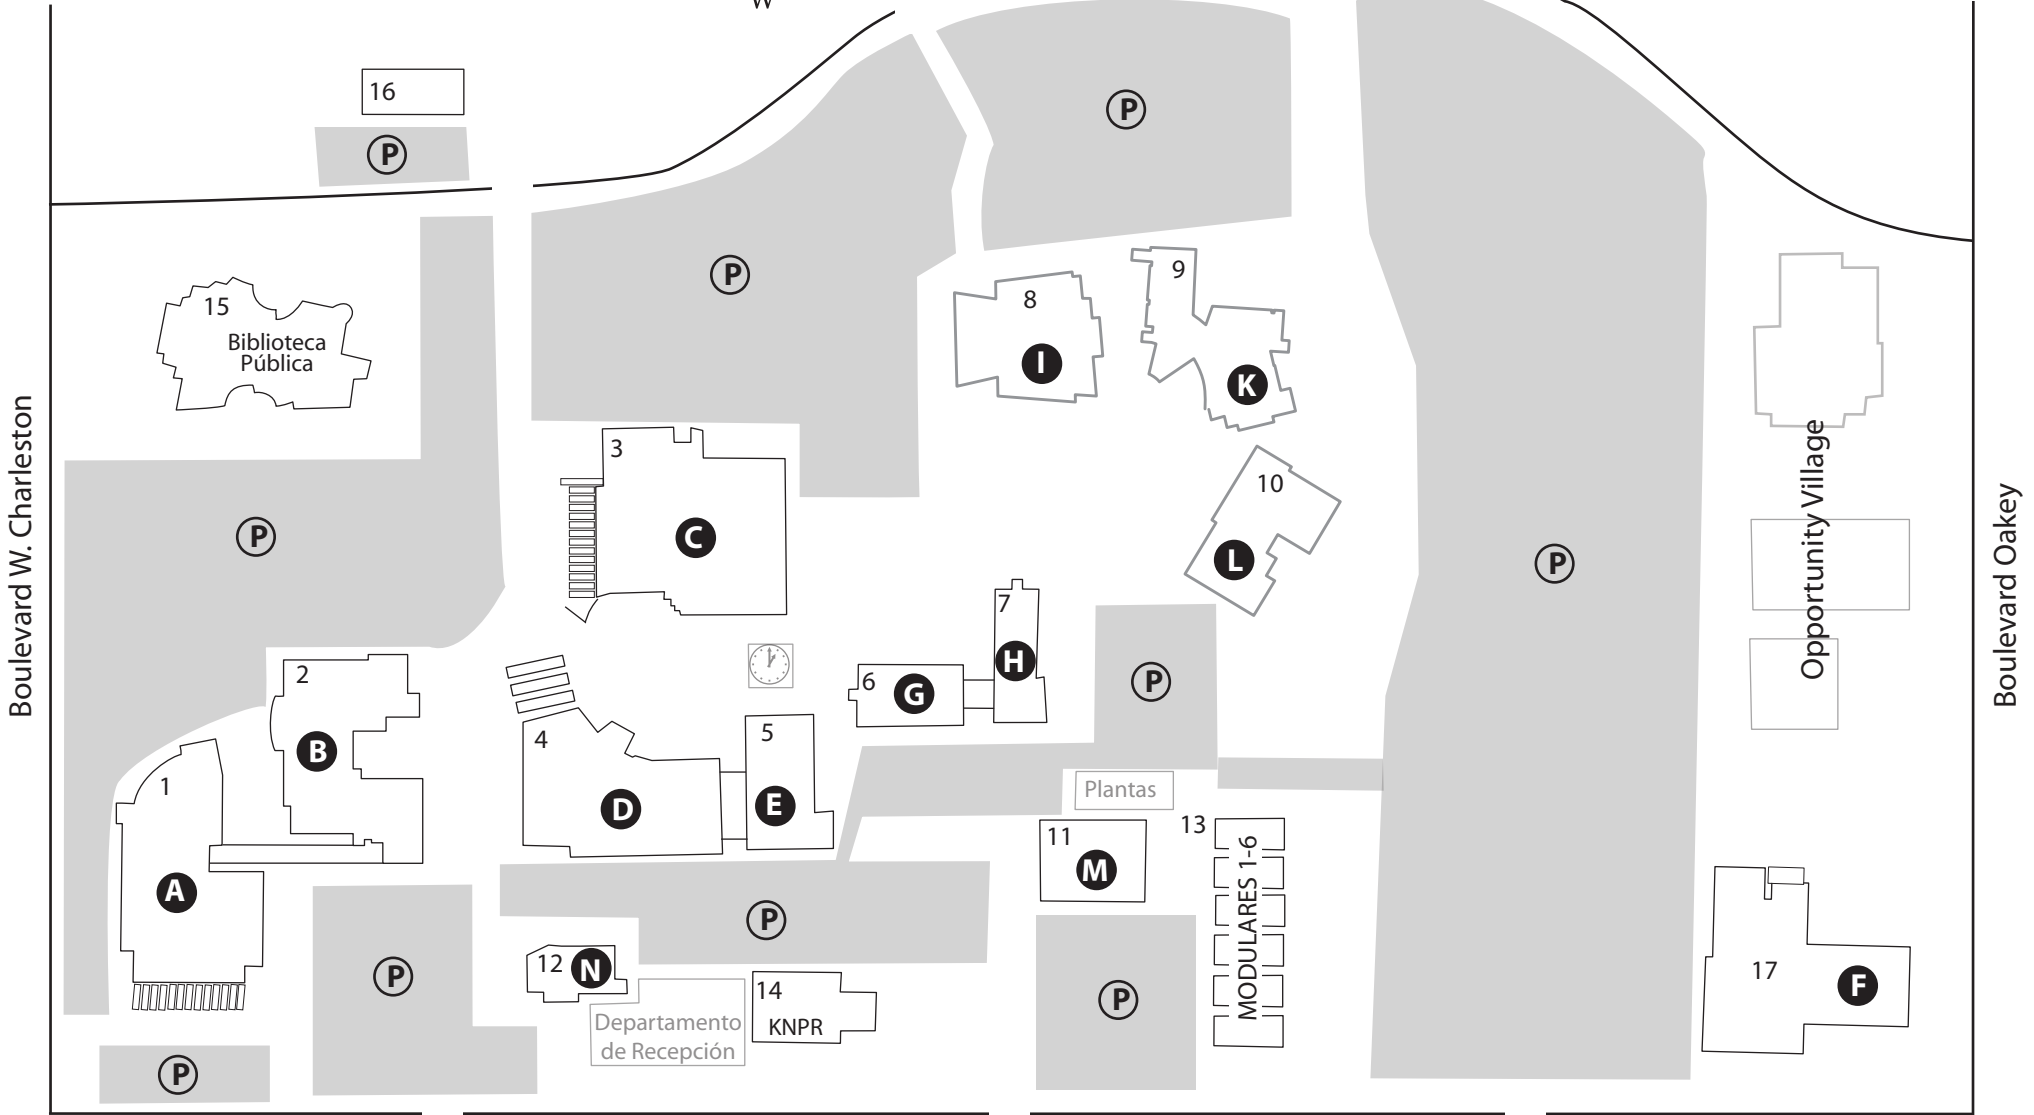 W
16
P
P
P
15
Biblioteca
Pública
P
8
I
9
K
3
C
10
L
P
P
Boulevard W. Charleston
Opportunity Village
Boulevard Oakey
2
B
7
H
6
G
P
4
D
5
E
1
A
Plantas
13
11
M
MODULARES 1-6
P
P
P
12
N
14
KNPR
Departamento
de Recepción
17
F
P